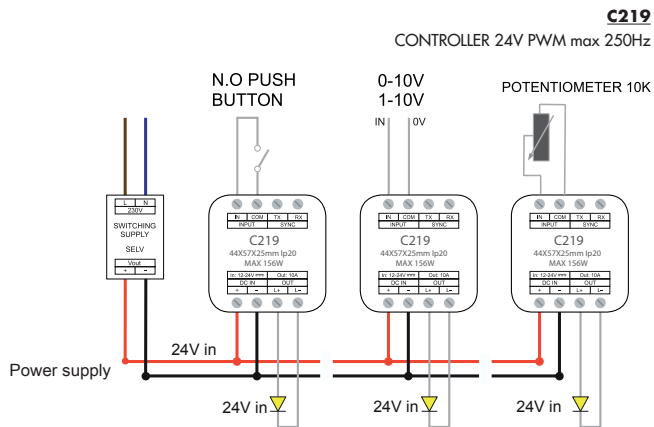 C219
CONTROLLER 24V PWM max 250Hz
N.O PUSH
BUTTON
0-10V
1-10V
IN 0V
POTENTIOMETER 10K
L N
230V
SWITCHING
SUPPLY
SELV
Vout
+ -
IN COM TX RX
INPUT SYNC
C219
44X57X25mm Ip20
MAX 156W
In: 12-24V Out: 10A
DC IN OUT
+ - L+ L-
IN COM TX RX
INPUT SYNC
C219
44X57X25mm Ip20
MAX 156W
In: 12-24V Out: 10A
DC IN OUT
+ - L+ L-
IN COM TX RX
INPUT SYNC
C219
44X57X25mm Ip20
MAX 156W
In: 12-24V Out: 10A
DC IN OUT
+ - L+ L-
24V in
Power supply
24V in
24V in
24V in